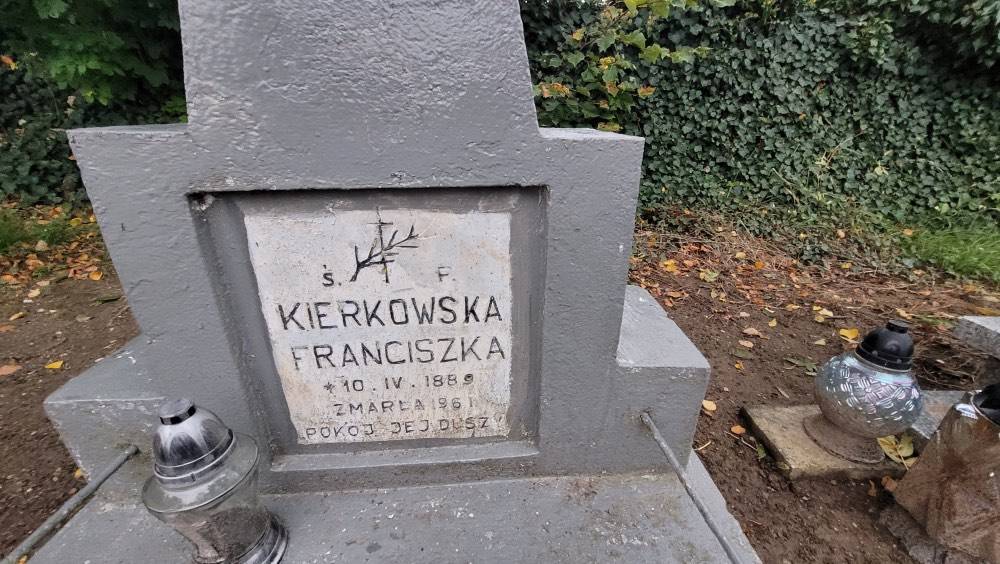 Ś. P.
KIERKOWSKA
FRANCISZKA
* 10. IV. 1889
ZMARŁA 1961
POKÓJ JEJ DUSZY